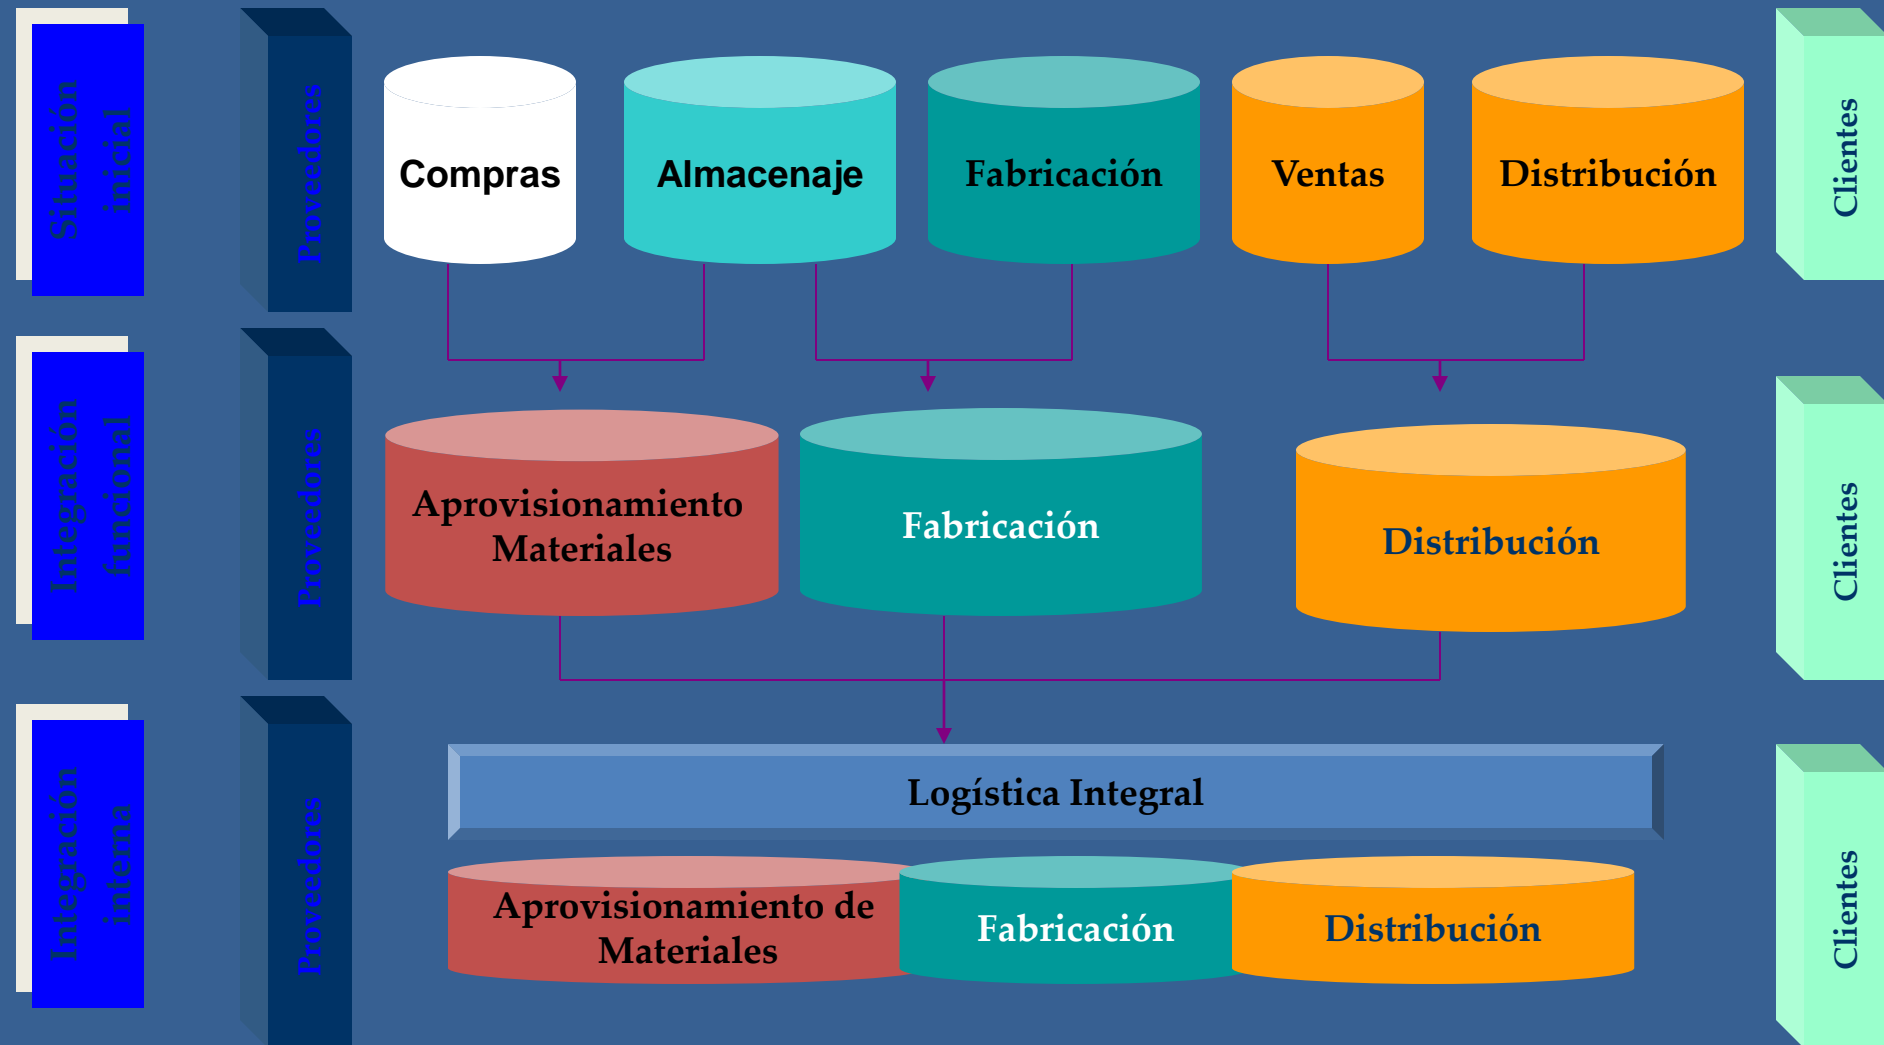 Situación
inicial
Proveedores
Compras
Almacenaje
Fabricación
Ventas
Distribución
Clientes
Integración
funcional
Proveedores
Aprovisionamiento
Materiales
Fabricación
Distribución
Clientes
Integración
interna
Proveedores
Logística Integral
Aprovisionamiento de
Materiales
Fabricación
Distribución
Clientes